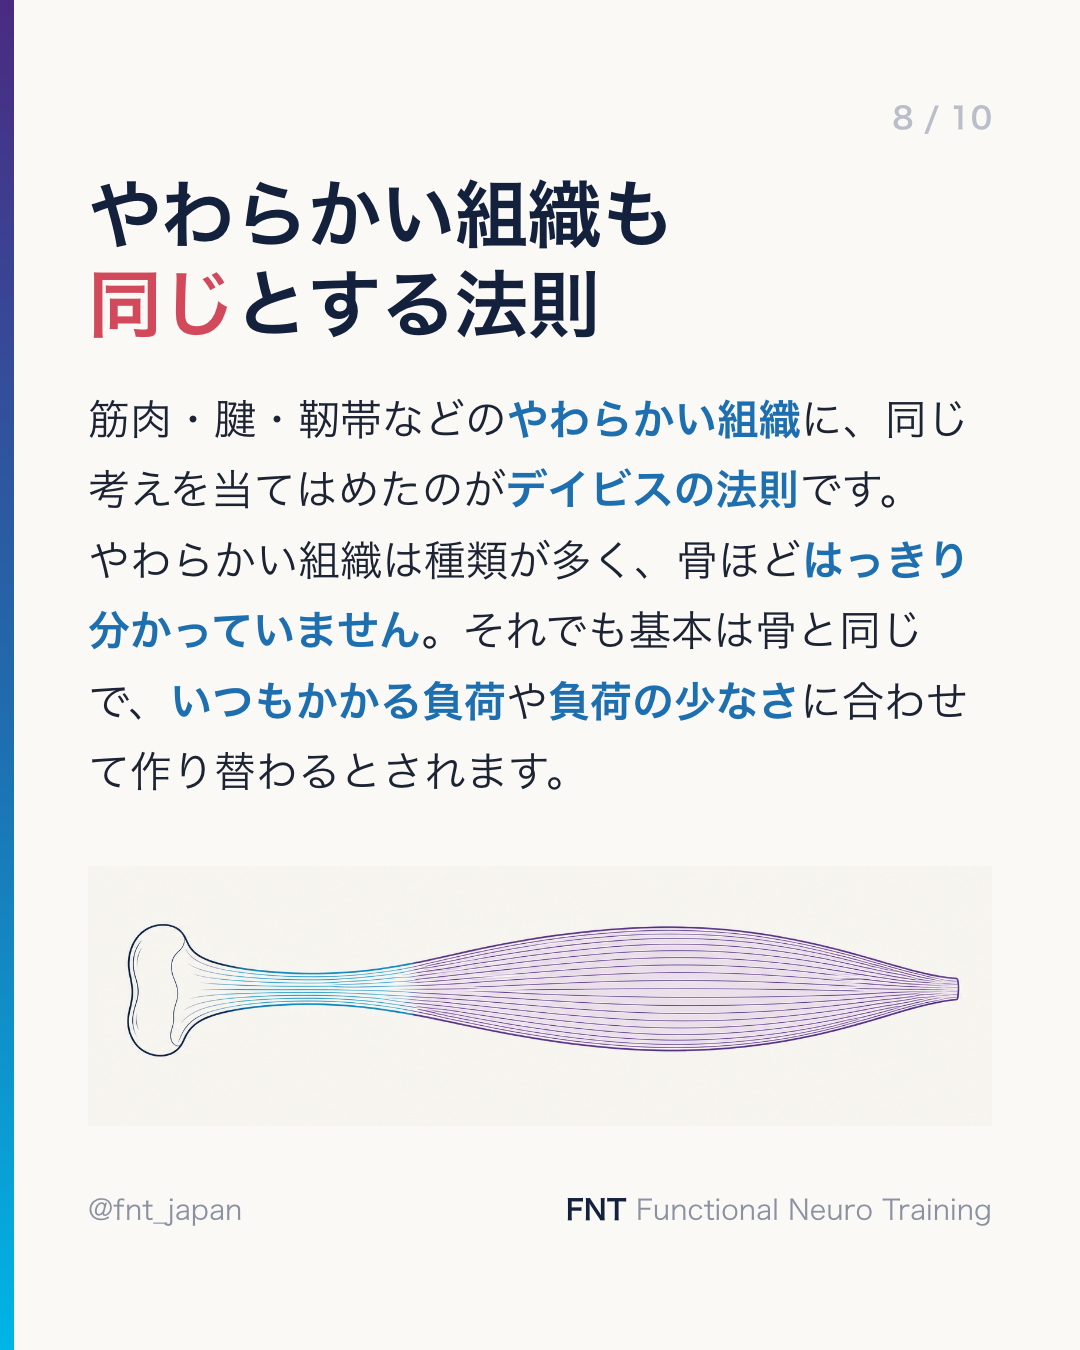 8 / 10
やわらかい組織も
同じとする法則
筋肉・腱・靭帯などのやわらかい組織に、同じ
考えを当てはめたのがデイビスの法則です。
やわらかい組織は種類が多く、骨ほどはっきり
分かっていません。それでも基本は骨と同じ
で、いつもかかる負荷や負荷の少なさに合わせ
て作り替わるとされます。
@fnt_japan
FNT Functional Neuro Training